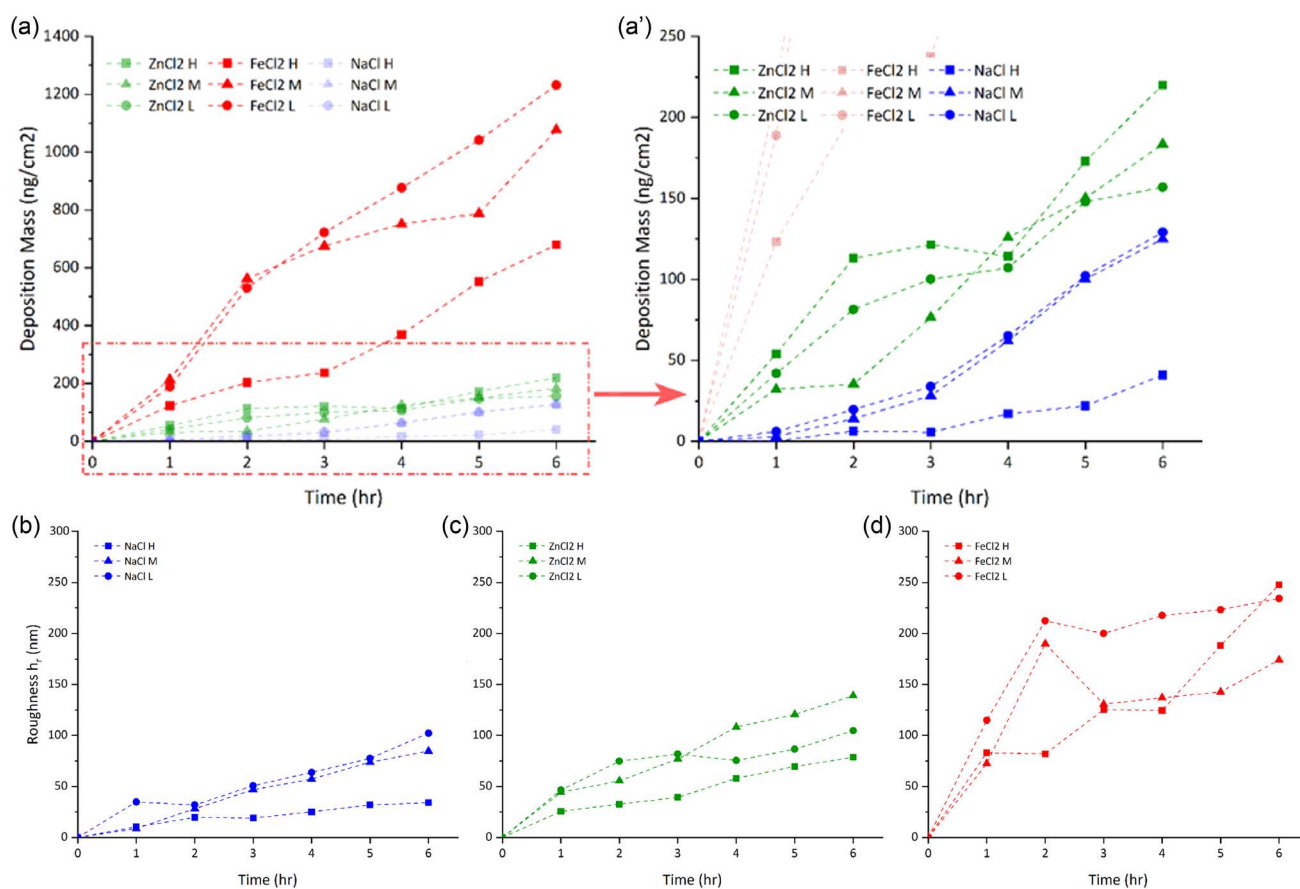 (a)
1400
1200
1000
800
600
400
200
0
Deposition Mass (ng/cm2)
ZnCl2 H FeCl2 H NaCl H
ZnCl2 M FeCl2 M NaCl M
ZnCl2 L FeCl2 L NaCl L
0 1 2 3 4 5 6
Time (hr)
(a’)
250
200
150
100
50
0
Deposition Mass (ng/cm2)
ZnCl2 H FeCl2 H NaCl H
ZnCl2 M FeCl2 M NaCl M
ZnCl2 L FeCl2 L NaCl L
0 1 2 3 4 5 6
Time (hr)
(b)
300
250
200
150
100
50
0
Roughness hr (nm)
NaCl H
NaCl M
NaCl L
0 1 2 3 4 5 6
Time (hr)
(c)
300
250
200
150
100
50
0
ZnCl2 H
ZnCl2 M
ZnCl2 L
0 1 2 3 4 5 6
Time (hr)
(d)
300
250
200
150
100
50
0
FeCl2 H
FeCl2 M
FeCl2 L
0 1 2 3 4 5 6
Time (hr)